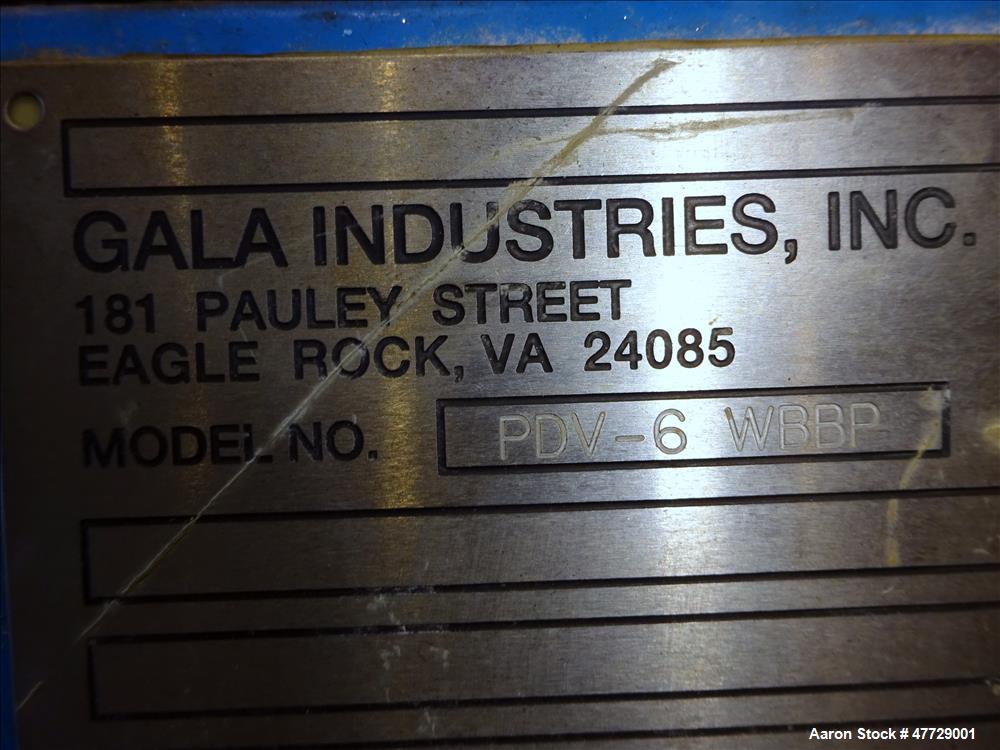 GALA INDUSTRIES, INC.
181 PAULEY STREET
EAGLE ROCK, VA 24085
MODEL NO. PDV-6 WBBP
Aaron Stock # 47729001